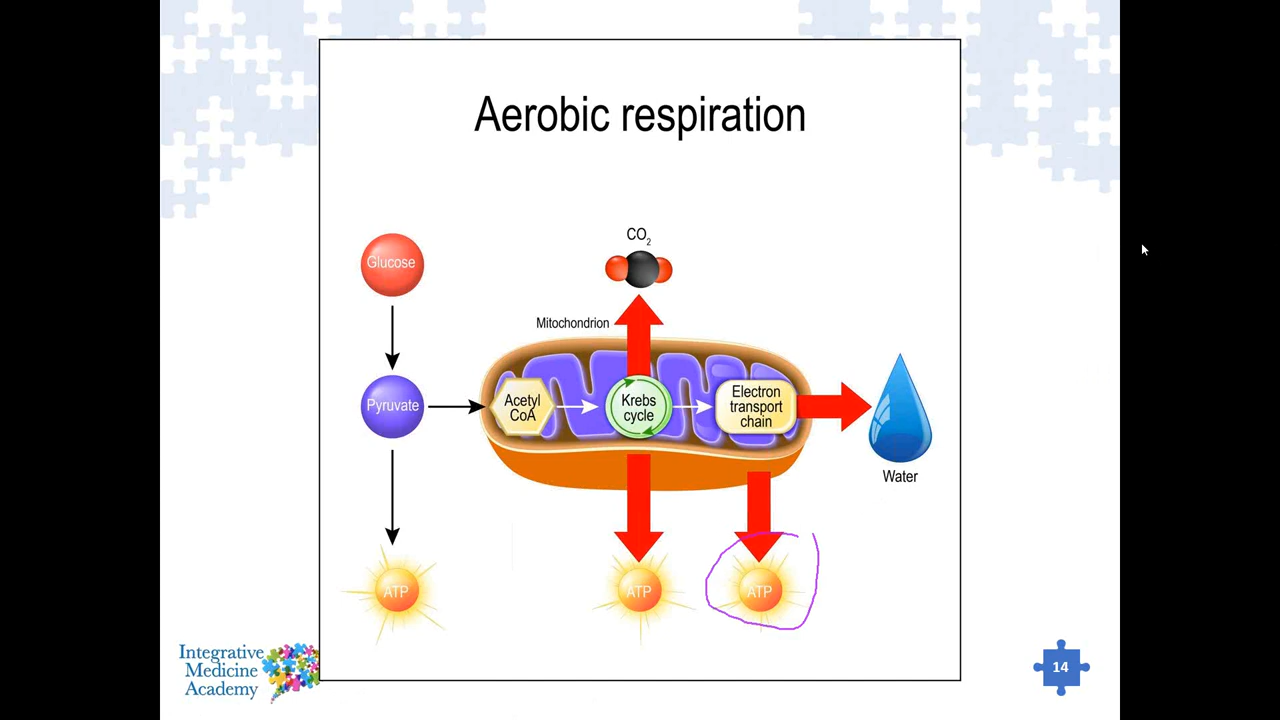 Aerobic respiration
CO2
Glucose
Mitochondrion
Pyruvate
Acetyl
CoA
Krebs
cycle
Electron
transport
chain
Water
ATP
ATP
ATP
Integrative
Medicine
Academy
14